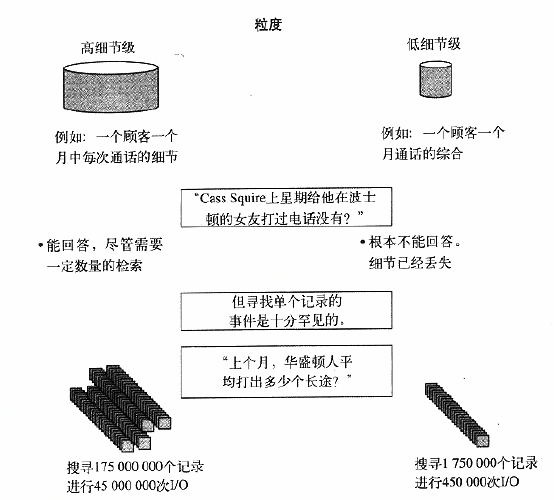 粒度
高细节级
低细节级
例如：一个顾客一个
月中每次通话的细节
例如：一个顾客一个
月通话的综合
“Cass Squire上星期给他在波士
顿的女友打过电话没有？”
•能回答，尽管需要
一定数量的检索
•根本不能回答。
细节已经丢失
但寻找单个记录的
事件是十分罕见的。
“上个月，华盛顿人平
均打出多少个长途？”
搜寻175 000 000个记录
进行45 000 000次I/O
搜寻1 750 000个记录
进行450 000次I/O